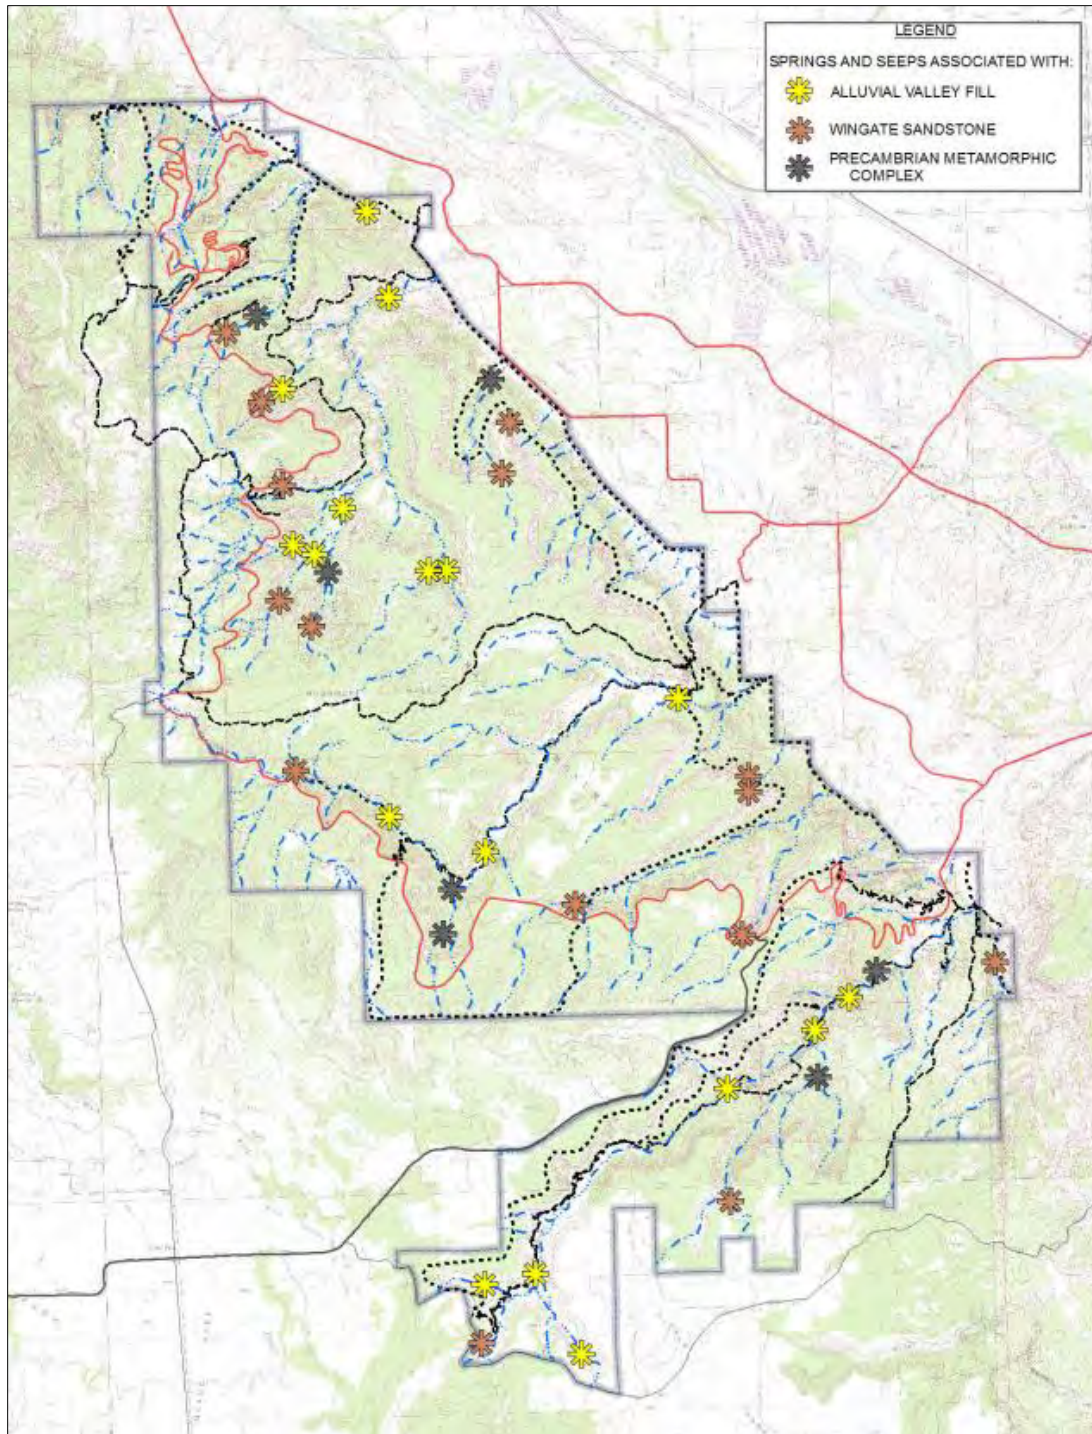 LEGEND
SPRINGS AND SEEPS ASSOCIATED WITH:
ALLUVIAL VALLEY FILL
WINGATE SANDSTONE
PRECAMBRIAN METAMORPHIC
COMPLEX